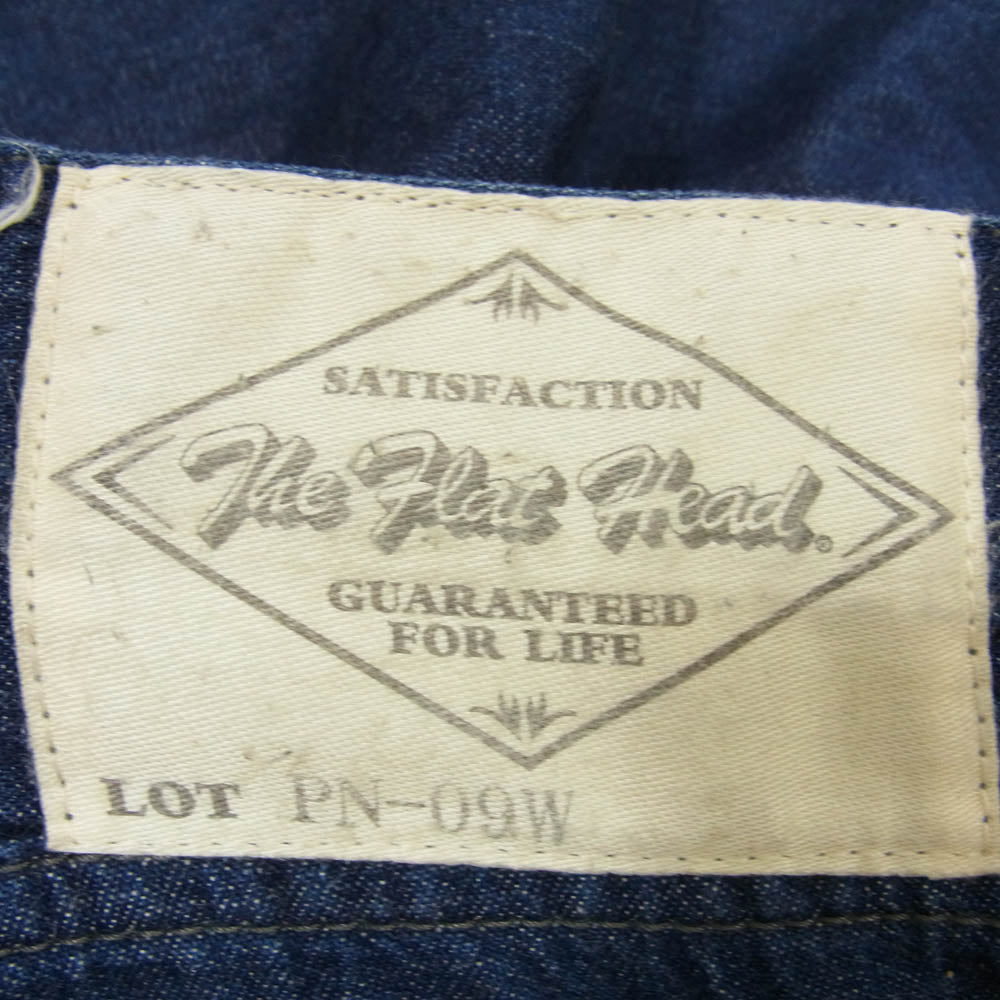 SATISFACTION
The Flat Head®
GUARANTEED
FOR LIFE
LOT PN-09W